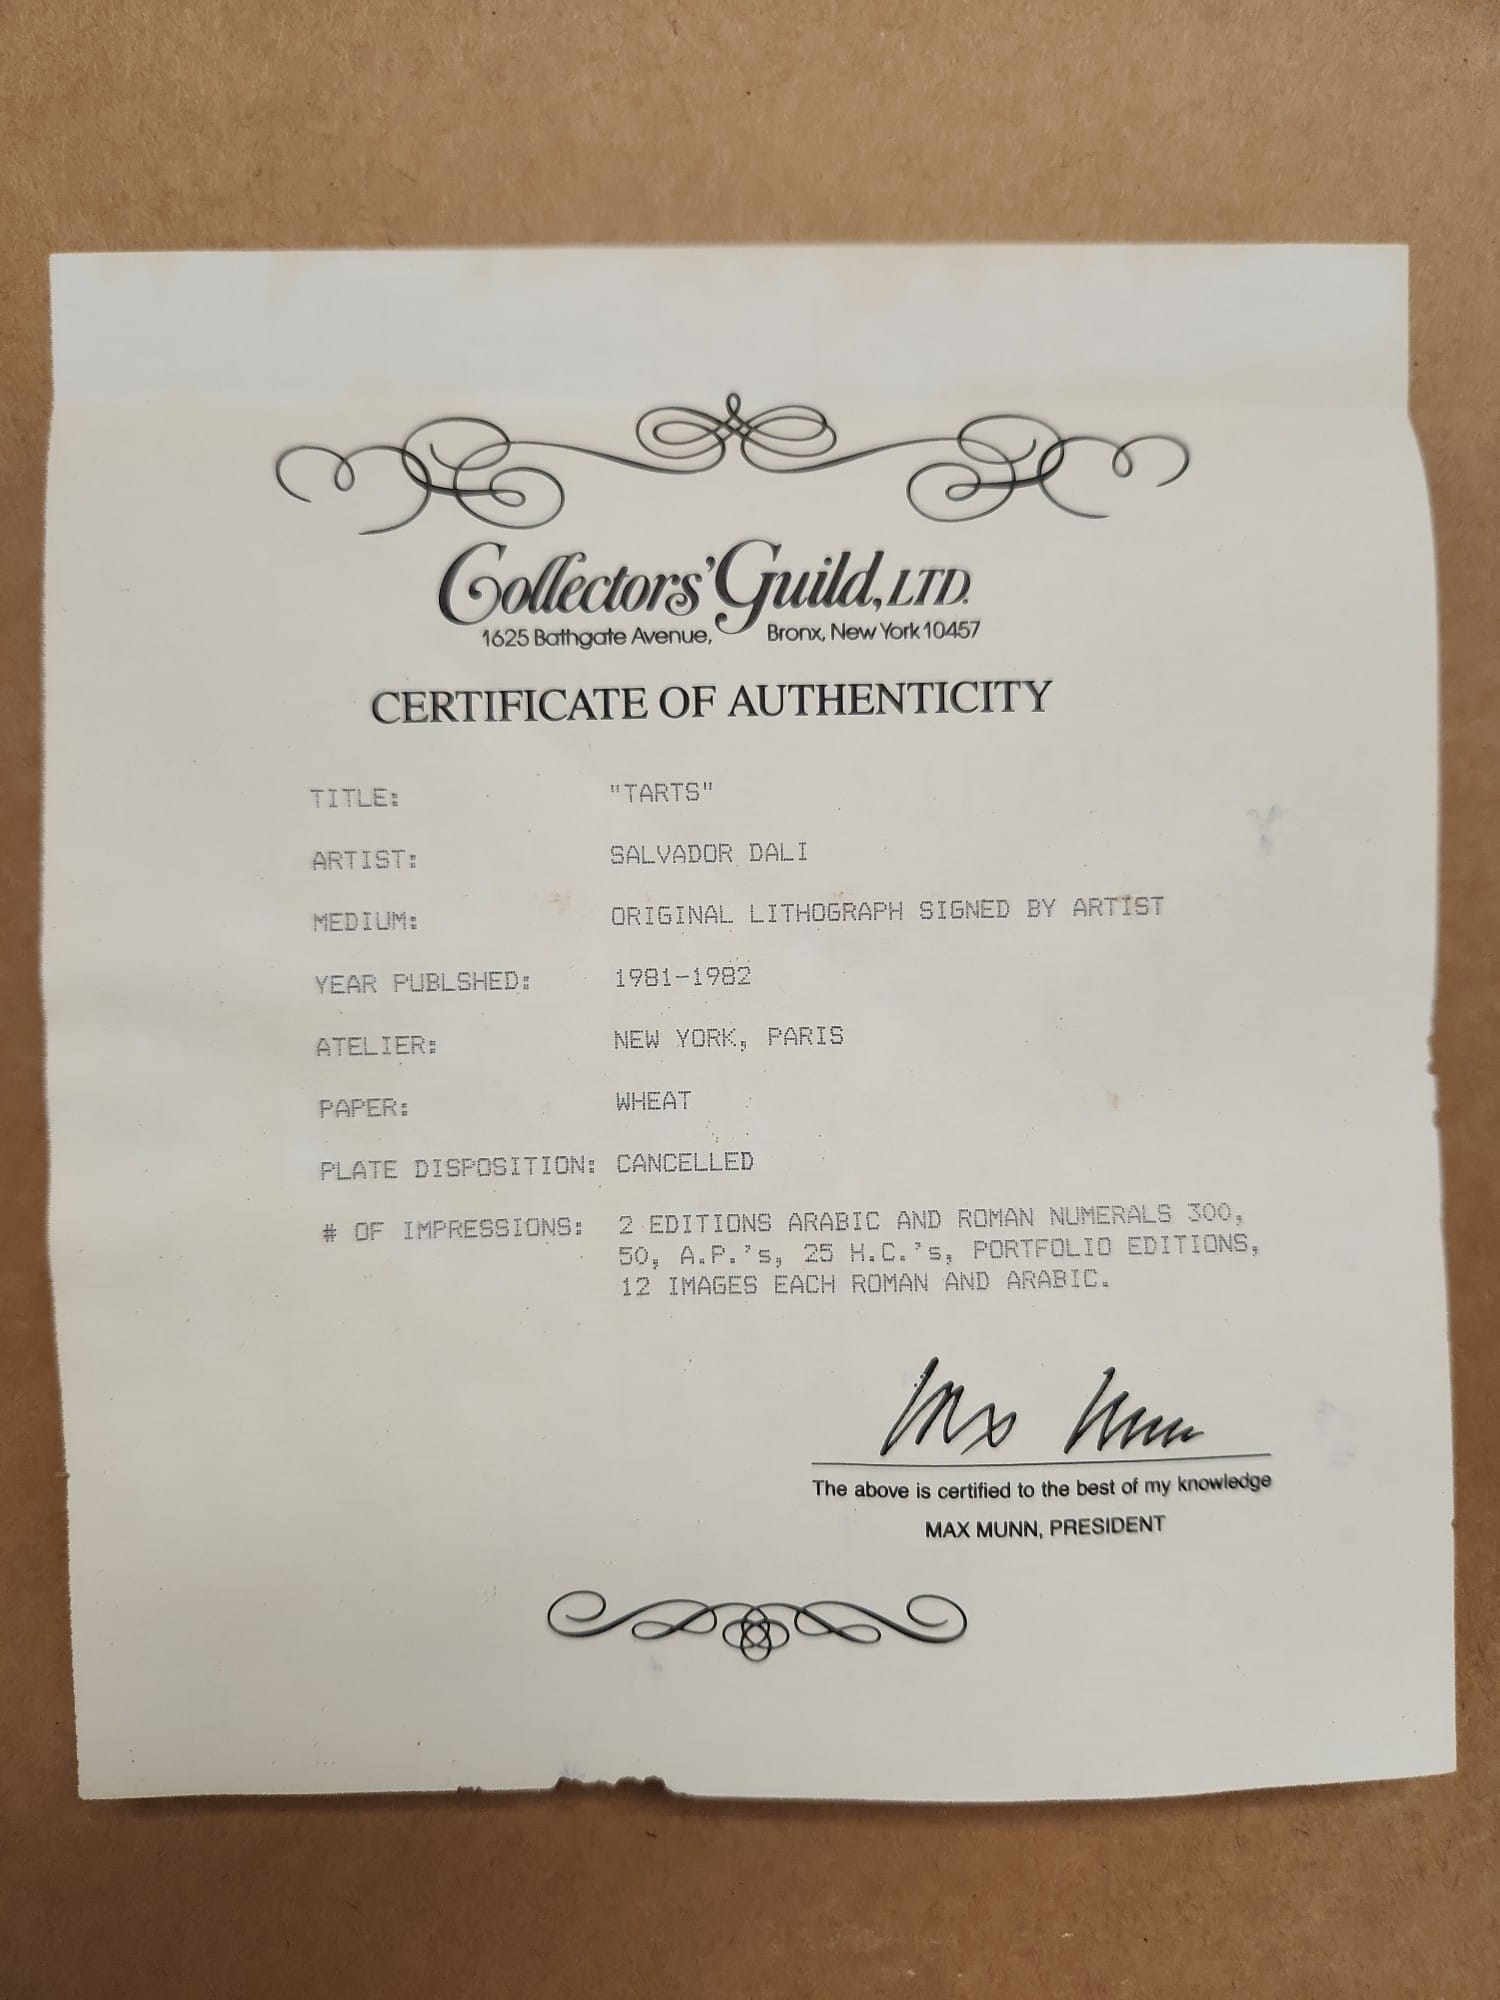 Collectors' Guild, LTD.
1625 Bathgate Avenue, Bronx, New York 10457
CERTIFICATE OF AUTHENTICITY
TITLE: "TARTS"
ARTIST: SALVADOR DALI
MEDIUM: ORIGINAL LITHOGRAPH SIGNED BY ARTIST
YEAR PUBLSHED: 1981-1982
ATELIER: NEW YORK, PARIS
PAPER: WHEAT
PLATE DISPOSITION: CANCELLED
# OF IMPRESSIONS: 2 EDITIONS ARABIC AND ROMAN NUMERALS 300,
50, A.P.'s, 25 H.C.'s, PORTFOLIO EDITIONS,
12 IMAGES EACH ROMAN AND ARABIC.
Max Munn
The above is certified to the best of my knowledge
MAX MUNN, PRESIDENT